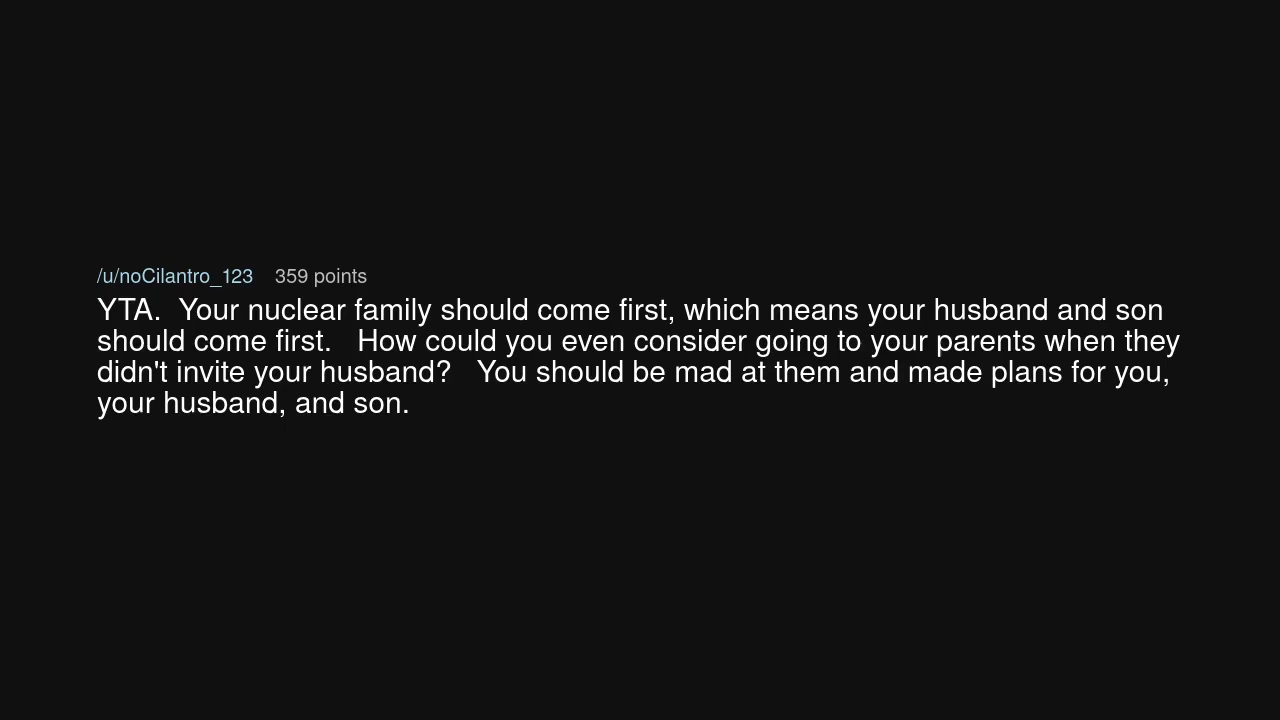 /u/noCilantro_123 359 points
YTA. Your nuclear family should come first, which means your husband and son
should come first. How could you even consider going to your parents when they
didn't invite your husband? You should be mad at them and made plans for you,
your husband, and son.